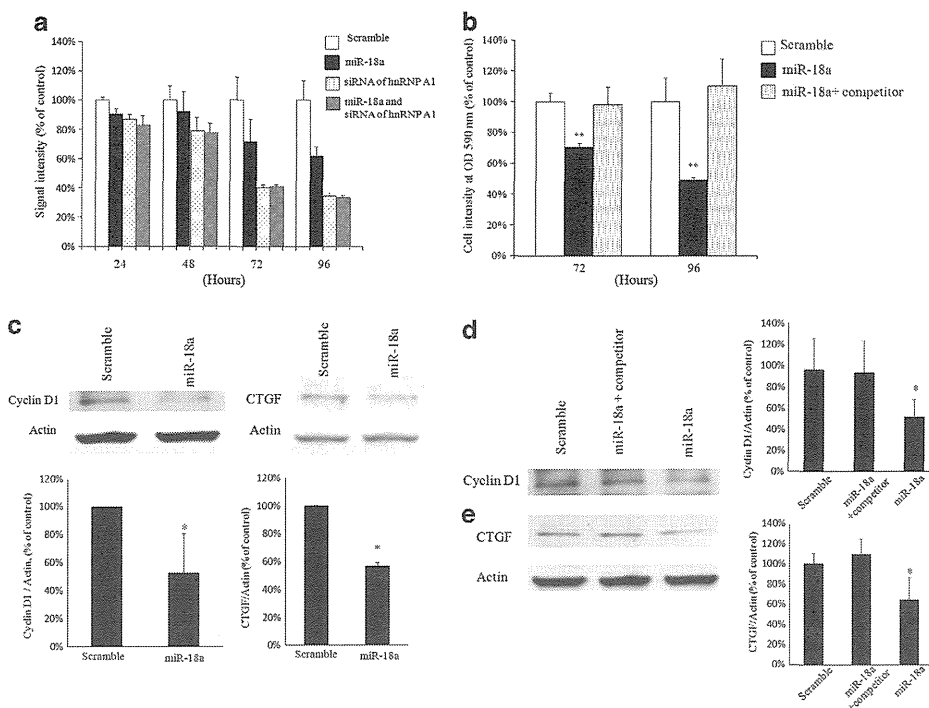 a
Signal intensity (% of control)
140%
120%
100%
80%
60%
40%
20%
0%
24
48
72
96
(Hours)
Scramble
miR-18a
siRNA of hnRNP A1
miR-18a and
siRNA of hnRNP A1
b
Cell intensity at OD 590 nm (% of control)
140%
120%
100%
80%
60%
40%
20%
0%
**
**
72
96
(Hours)
Scramble
miR-18a
miR-18a+ competitor
c
Scramble
miR-18a
Cyclin D1
Actin
Scramble
miR-18a
CTGF
Actin
Cyclin D1 / Actin, (% of control)
120%
100%
80%
60%
40%
20%
0%
*
Scramble
miR-18a
CTGF/Actin (% of control)
120%
100%
80%
60%
40%
20%
0%
*
Scramble
miR-18a
d
Scramble
miR-18a + competitor
miR-18a
Cyclin D1
e
CTGF
Actin
Cyclin D1/Actin (% of control)
140%
120%
100%
80%
60%
40%
20%
0%
*
Scramble
miR-18a
+competitor
miR-18a
CTGF/Actin (% of control)
140%
120%
100%
80%
60%
40%
20%
0%
*
Scramble
miR-18a
+competitor
miR-18a